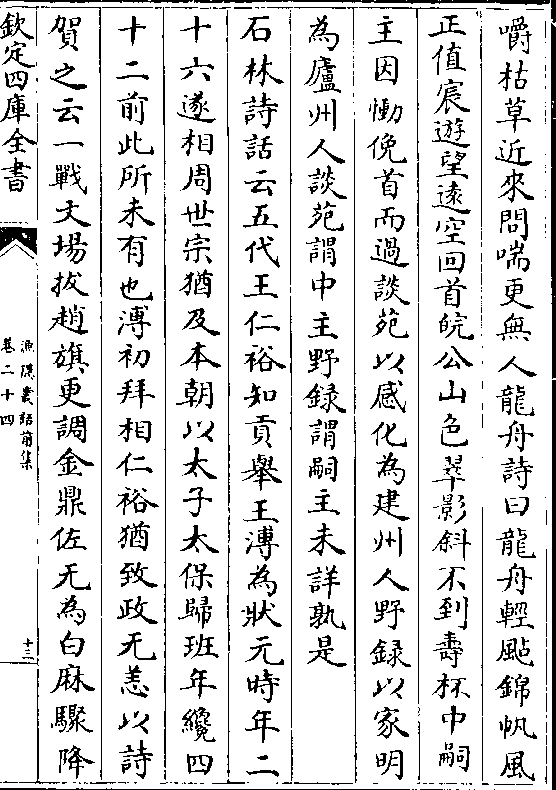 嚼枯草近來問喘更無人龍舟詩曰龍舟輕颭錦帆風
正值宸遊望遠空回首皖公山色翠影斜不到壽杯中嗣
主因慟俛首而過談苑以感化為建州人野録以家明
為廬州人談苑謂中主野録謂嗣主未詳孰是
石林詩話云五代王仁裕知貢舉王溥為狀元時年二
十六遂相周世宗猶及本朝以太子太保歸班年纔四
十二前此所未有也溥初拜相仁裕猶致政无恙以詩
賀之云一戰文場拔趙旗更調金鼎佐无為白麻驟降
欽定四庫全書
漁隱叢話前集
卷二十四
十三